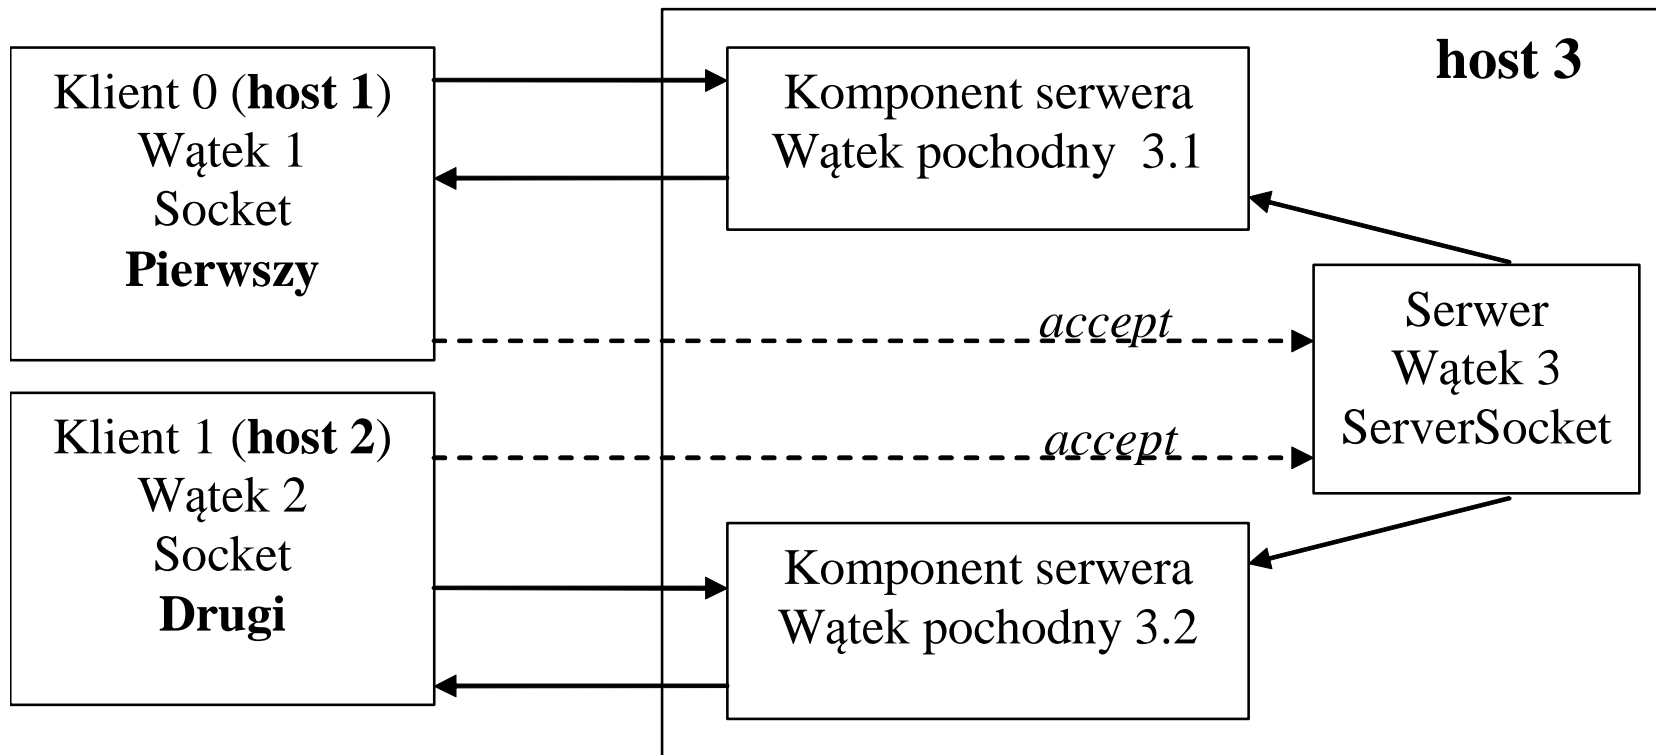 host 3
Klient 0 (host 1)
Wątek 1
Socket
Pierwszy
Komponent serwera
Wątek pochodny 3.1
accept
Serwer
Wątek 3
ServerSocket
Klient 1 (host 2)
Wątek 2
Socket
Drugi
accept
Komponent serwera
Wątek pochodny 3.2